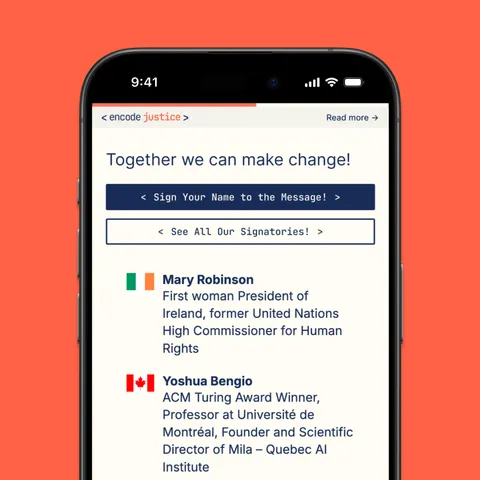 9:41
< encode justice >
Read more →
Together we can make change!
< Sign Your Name to the Message! >
< See All Our Signatories! >
Mary Robinson
First woman President of
Ireland, former United Nations
High Commissioner for Human
Rights
Yoshua Bengio
ACM Turing Award Winner,
Professor at Université de
Montréal, Founder and Scientific
Director of Mila – Quebec AI
Institute